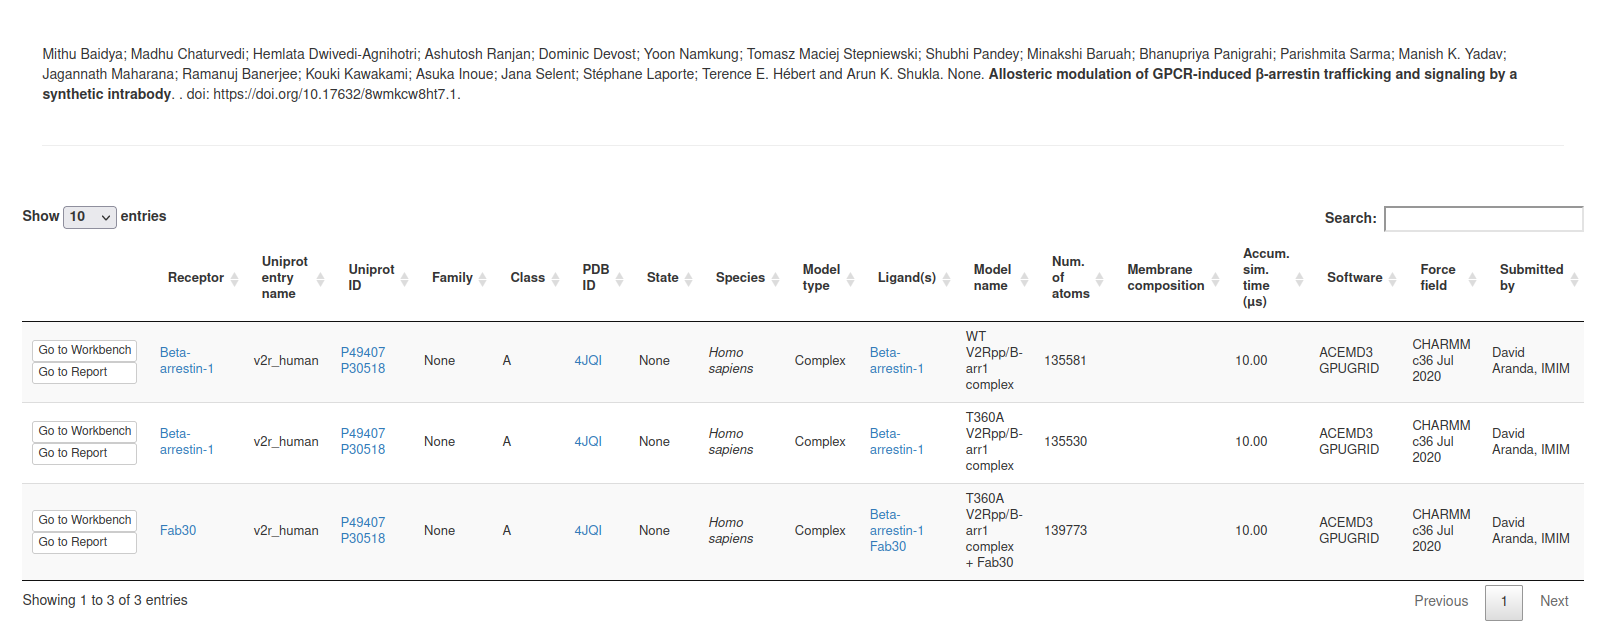 Mithu Baidya; Madhu Chaturvedi; Hemlata Dwivedi-Agnihotri; Ashutosh Ranjan; Dominic Devost; Yoon Namkung; Tomasz Maciej Stepniewski; Shubhi Pandey; Minakshi Baruah; Bhanupriya Panigrahi; Parishmita Sarma; Manish K. Yadav;
Jagannath Maharana; Ramanuj Banerjee; Kouki Kawakami; Asuka Inoue; Jana Selent; Stéphane Laporte; Terence E. Hébert and Arun K. Shukla. None. Allosteric modulation of GPCR-induced β-arrestin trafficking and signaling by a
synthetic intrabody. . doi: https://doi.org/10.17632/8wmkcw8ht7.1.
Show 10 entries Search:
Receptor Uniprot entry name Uniprot ID Family Class PDB ID State Species Model type Ligand(s) Model name Num. of atoms Membrane composition Accum. sim. time (µs) Software Force field Submitted by
Go to Workbench Go to Report Beta-arrestin-1 v2r_human P49407 P30518 None A 4JQI None Homo sapiens Complex Beta-arrestin-1 WT V2Rpp/B-arr1 complex 135581 10.00 ACEMD3 GPUGRID CHARMM c36 Jul 2020 David Aranda, IMIM
Go to Workbench Go to Report Beta-arrestin-1 v2r_human P49407 P30518 None A 4JQI None Homo sapiens Complex Beta-arrestin-1 T360A V2Rpp/B-arr1 complex 135530 10.00 ACEMD3 GPUGRID CHARMM c36 Jul 2020 David Aranda, IMIM
Go to Workbench Go to Report Fab30 v2r_human P49407 P30518 None A 4JQI None Homo sapiens Complex Beta-arrestin-1 Fab30 T360A V2Rpp/B-arr1 complex + Fab30 139773 10.00 ACEMD3 GPUGRID CHARMM c36 Jul 2020 David Aranda, IMIM
Showing 1 to 3 of 3 entries Previous 1 Next